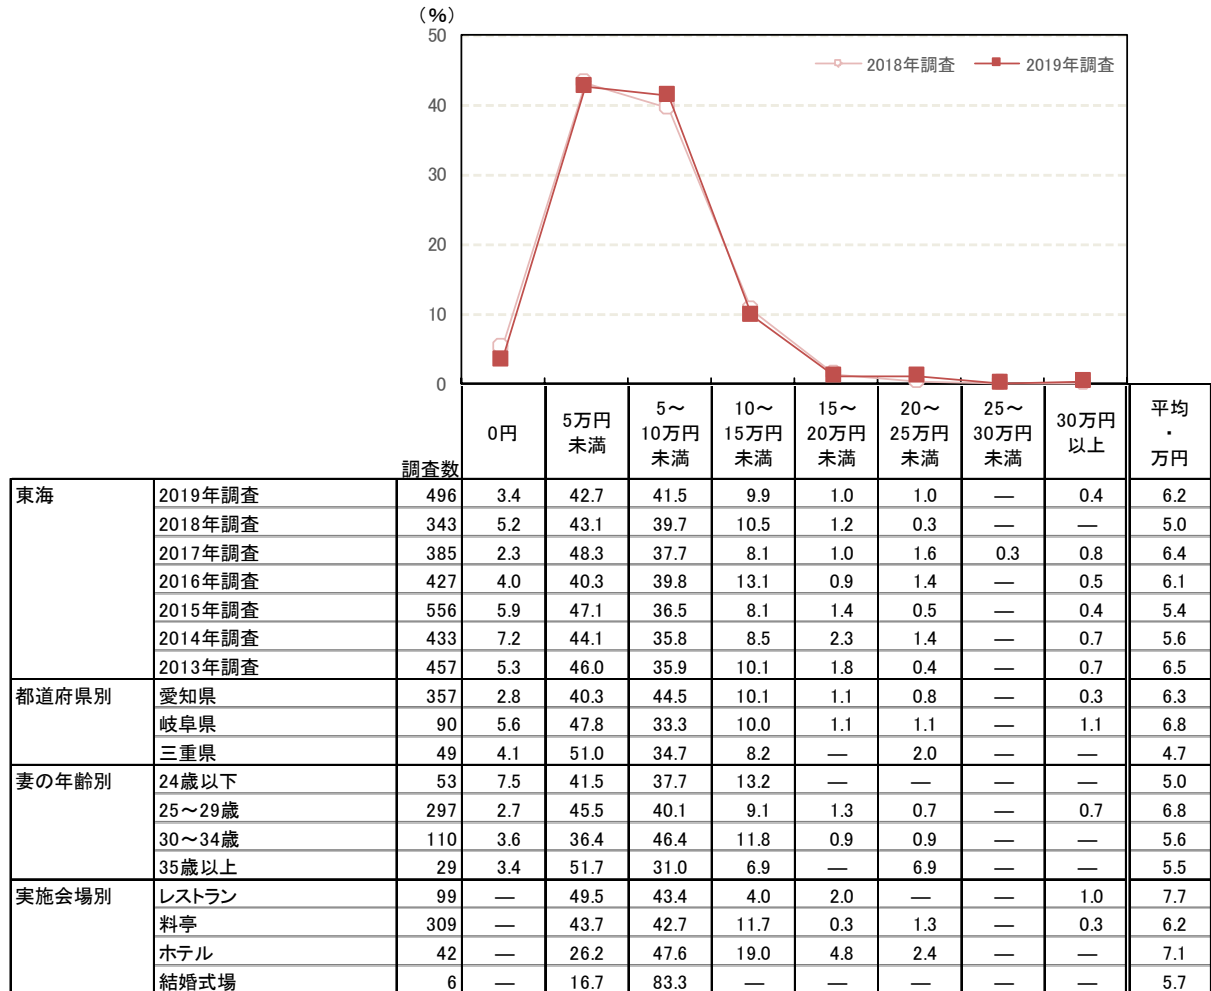 （%）
50
40
30
20
10
0
2018年調査 2019年調査
調査数 0円 5万円未満 5～10万円未満 10～15万円未満 15～20万円未満 20～25万円未満 25～30万円未満 30万円以上 平均・万円
東海 2019年調査 496 3.4 42.7 41.5 9.9 1.0 1.0 — 0.4 6.2
2018年調査 343 5.2 43.1 39.7 10.5 1.2 0.3 — — 5.0
2017年調査 385 2.3 48.3 37.7 8.1 1.0 1.6 0.3 0.8 6.4
2016年調査 427 4.0 40.3 39.8 13.1 0.9 1.4 — 0.5 6.1
2015年調査 556 5.9 47.1 36.5 8.1 1.4 0.5 — 0.4 5.4
2014年調査 433 7.2 44.1 35.8 8.5 2.3 1.4 — 0.7 5.6
2013年調査 457 5.3 46.0 35.9 10.1 1.8 0.4 — 0.7 6.5
都道府県別 愛知県 357 2.8 40.3 44.5 10.1 1.1 0.8 — 0.3 6.3
岐阜県 90 5.6 47.8 33.3 10.0 1.1 1.1 — 1.1 6.8
三重県 49 4.1 51.0 34.7 8.2 — 2.0 — — 4.7
妻の年齢別 24歳以下 53 7.5 41.5 37.7 13.2 — — — — 5.0
25～29歳 297 2.7 45.5 40.1 9.1 1.3 0.7 — 0.7 6.8
30～34歳 110 3.6 36.4 46.4 11.8 0.9 0.9 — — 5.6
35歳以上 29 3.4 51.7 31.0 6.9 — 6.9 — — 5.5
実施会場別 レストラン 99 — 49.5 43.4 4.0 2.0 — — 1.0 7.7
料亭 309 — 43.7 42.7 11.7 0.3 1.3 — 0.3 6.2
ホテル 42 — 26.2 47.6 19.0 4.8 2.4 — — 7.1
結婚式場 6 — 16.7 83.3 — — — — — 5.7